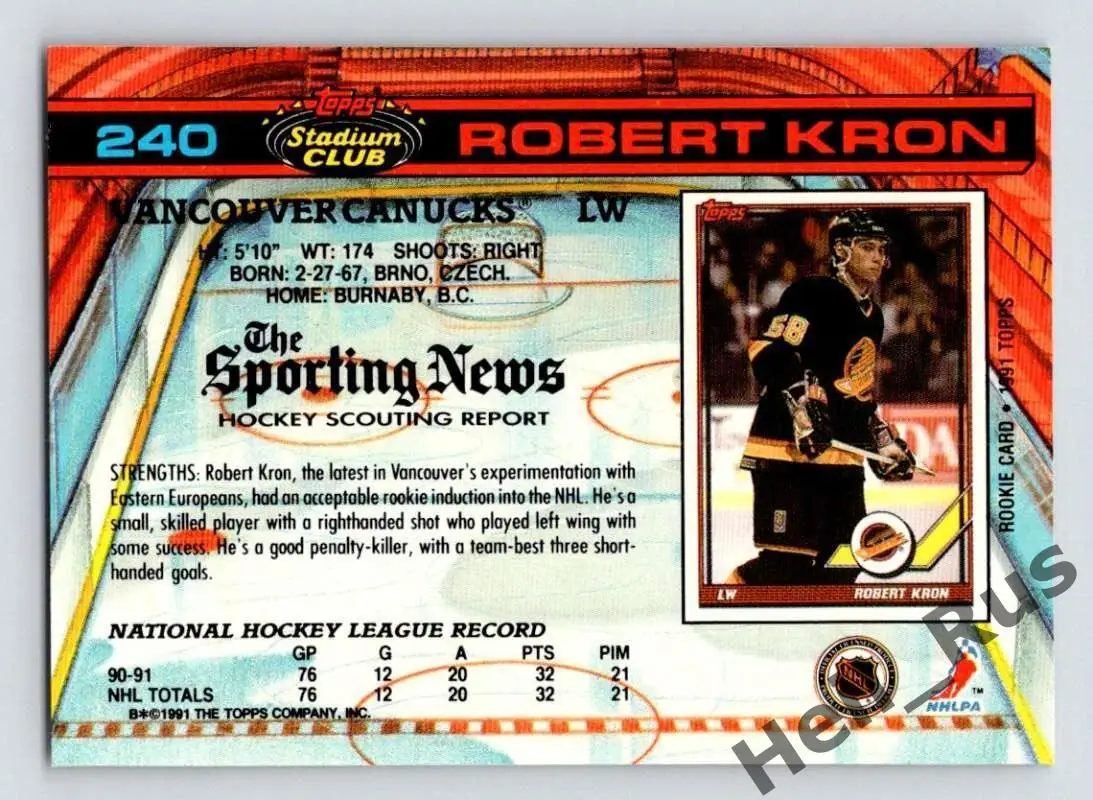 240
Topps
Stadium
CLUB
ROBERT KRON
VANCOUVER CANUCKS® LW
HT: 5'10" WT: 174 SHOOTS: RIGHT
BORN: 2-27-67, BRNO, CZECH.
HOME: BURNABY, B.C.
The
Sporting News
HOCKEY SCOUTING REPORT
STRENGTHS: Robert Kron, the latest in Vancouver's experimentation with
Eastern Europeans, had an acceptable rookie induction into the NHL. He's a
small, skilled player with a righthanded shot who played left wing with
some success. He's a good penalty-killer, with a team-best three short-
handed goals.
NATIONAL HOCKEY LEAGUE RECORD
GP G A PTS PIM
90-91 76 12 20 32 21
NHL TOTALS 76 12 20 32 21
B*©1991 THE TOPPS COMPANY, INC.
Topps
58
LW ROBERT KRON
ROOKIE CARD • 1991 TOPPS
NHL
NHLPA
™